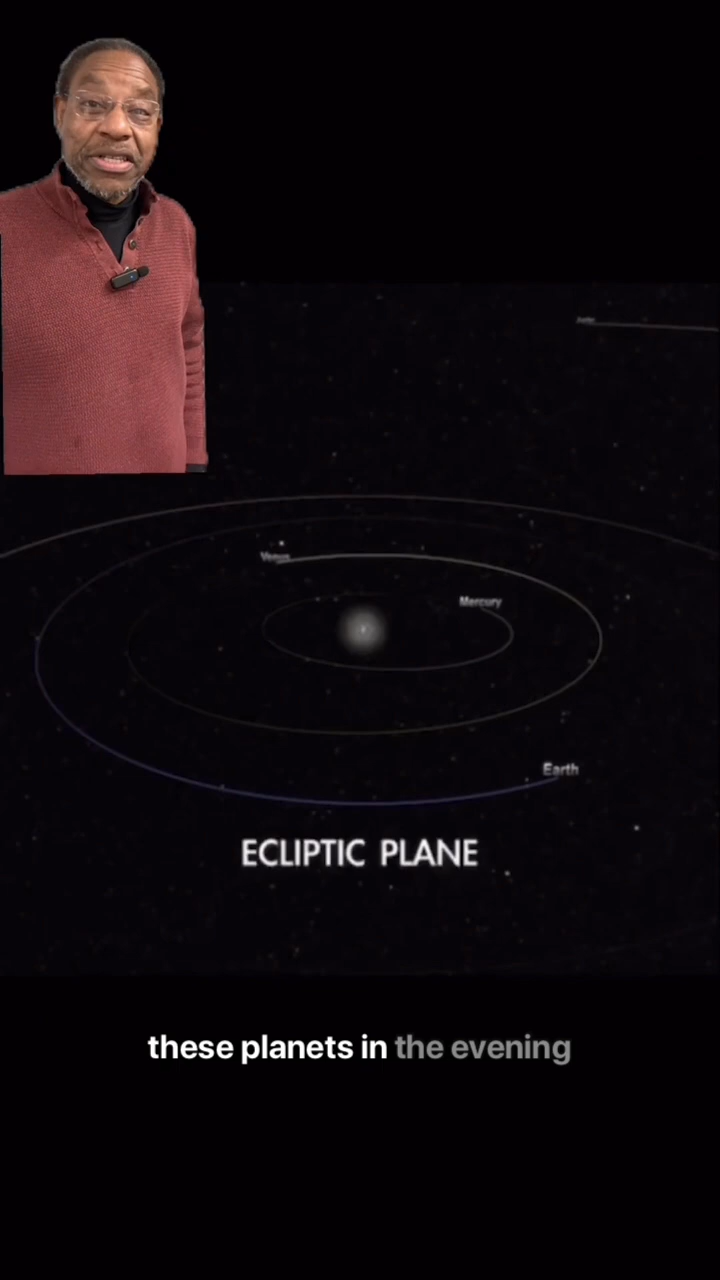 Venus
Mercury
Earth
ECLIPTIC PLANE
these planets in the evening